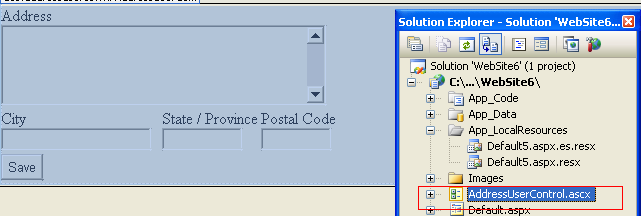 Address
City
State / Province
Postal Code
Save
Solution Explorer - Solution 'WebSite6...
Solution 'WebSite6' (1 project)
C:\...\WebSite6\
App_Code
App_Data
App_LocalResources
Default5.aspx.es.resx
Default5.aspx.resx
Images
AddressUserControl.ascx
Default.aspx